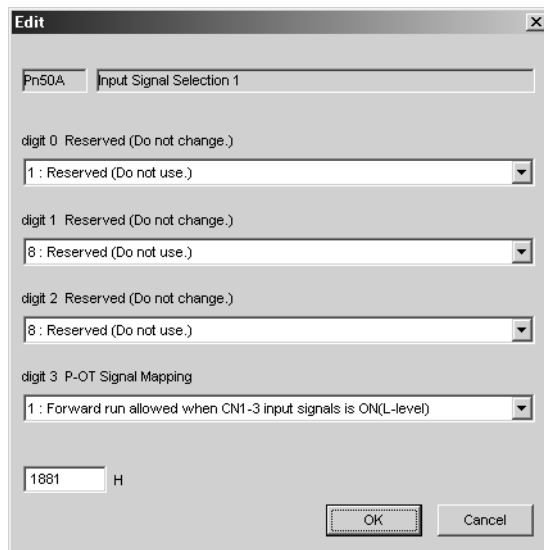 Edit
Pn50A Input Signal Selection 1
digit 0 Reserved (Do not change.)
1 : Reserved (Do not use.)
digit 1 Reserved (Do not change.)
8 : Reserved (Do not use.)
digit 2 Reserved (Do not change.)
8 : Reserved (Do not use.)
digit 3 P-OT Signal Mapping
1 : Forward run allowed when CN1-3 input signals is ON(L-level)
1881 H
OK Cancel